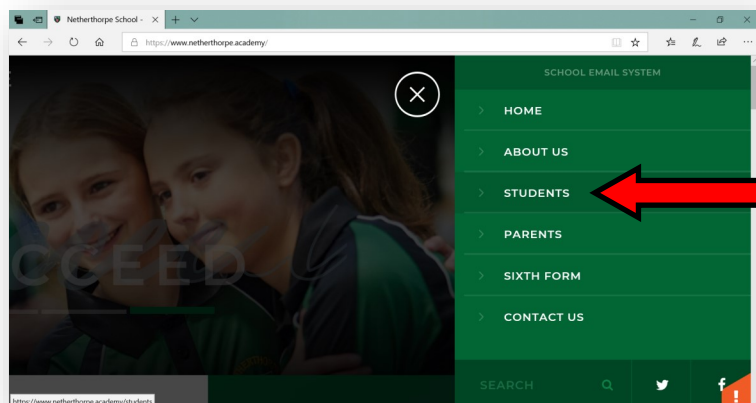 Netherthorpe School -
https://www.netherthorpe.academy/
SCHOOL EMAIL SYSTEM
HOME
ABOUT US
STUDENTS
PARENTS
SIXTH FORM
CONTACT US
CCEED
SEARCH
https://www.netherthorpe.academy/students